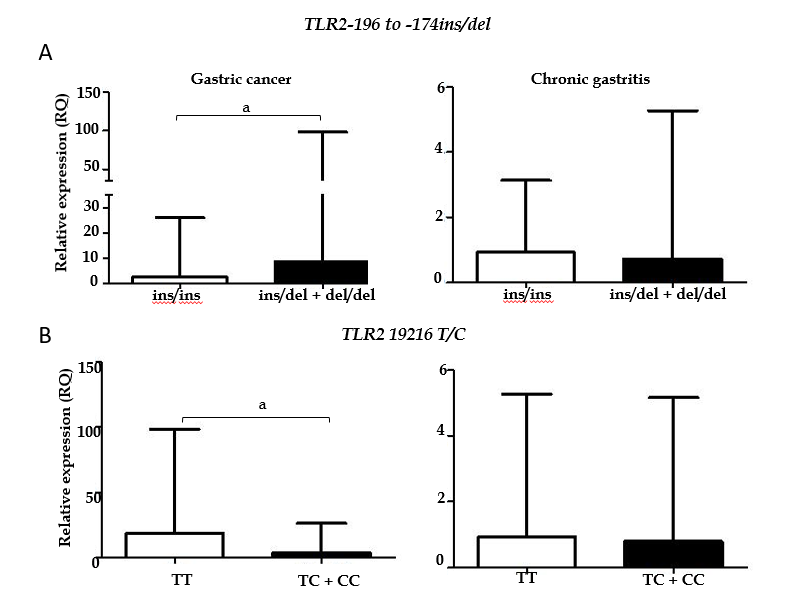 TLR2-196 to -174ins/del
A
Gastric cancer
Chronic gastritis
Relative expression (RQ)
150
100
50
30
20
10
0
a
ins/ins
ins/del + del/del
6
4
2
0
ins/ins
ins/del + del/del
B
TLR2 19216 T/C
Relative expression (RQ)
150
100
50
0
a
TT
TC + CC
6
4
2
0
TT
TC + CC